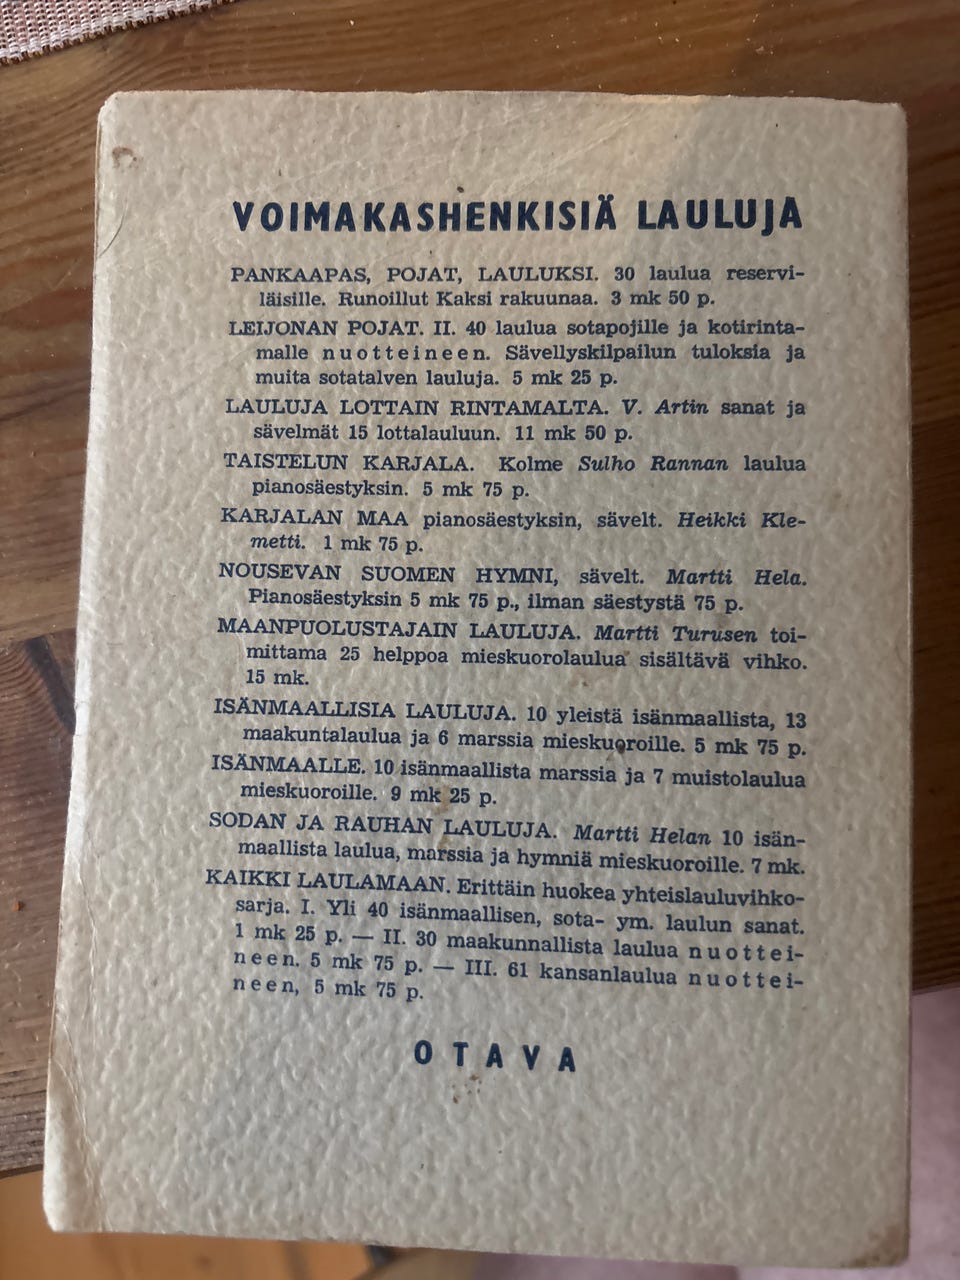 VOIMAKASHENKISIÄ LAULUJA
PANKAAPAS, POJAT, LAULUKSI. 30 laulua reservi-
läisille. Runoillut Kaksi rakuunaa. 3 mk 50 p.
LEIJONAN POJAT. II. 40 laulua sotapojille ja kotirinta-
malle nuotteineen. Sävellyskilpailun tuloksia ja
muita sotatalven lauluja. 5 mk 25 p.
LAULUJA LOTTAIN RINTAMALTA. V. Artin sanat ja
sävelmät 15 lottalauluun. 11 mk 50 p.
TAISTELUN KARJALA. Kolme Sulho Rannan laulua
pianosäestyksin. 5 mk 75 p.
KARJALAN MAA pianosäestyksin, sävelt. Heikki Kle-
metti. 1 mk 75 p.
NOUSEVAN SUOMEN HYMNI, sävelt. Martti Hela.
Pianosäestyksin 5 mk 75 p., ilman säestystä 75 p.
MAANPUOLUSTAJAIN LAULUJA. Martti Turusen toi-
mittama 25 helppoa mieskuorolaulua sisältävä vihko.
15 mk.
ISÄNMAALLISIA LAULUJA. 10 yleistä isänmaallista, 13
maakuntalaulua ja 6 marssia mieskuoroille. 5 mk 75 p.
ISÄNMAALLE. 10 isänmaallista marssia ja 7 muistolaulua
mieskuoroille. 9 mk 25 p.
SODAN JA RAUHAN LAULUJA. Martti Helan 10 isän-
maallista laulua, marssia ja hymniä mieskuoroille. 7 mk.
KAIKKI LAULAMAAN. Erittäin huokea yhteislauluvihko-
sarja. I. Yli 40 isänmaallisen, sota- ym. laulun sanat.
1 mk 25 p. — II. 30 maakunnallista laulua nuottei-
neen. 5 mk 75 p. — III. 61 kansanlaulua nuottei-
neen, 5 mk 75 p.
OTAVA